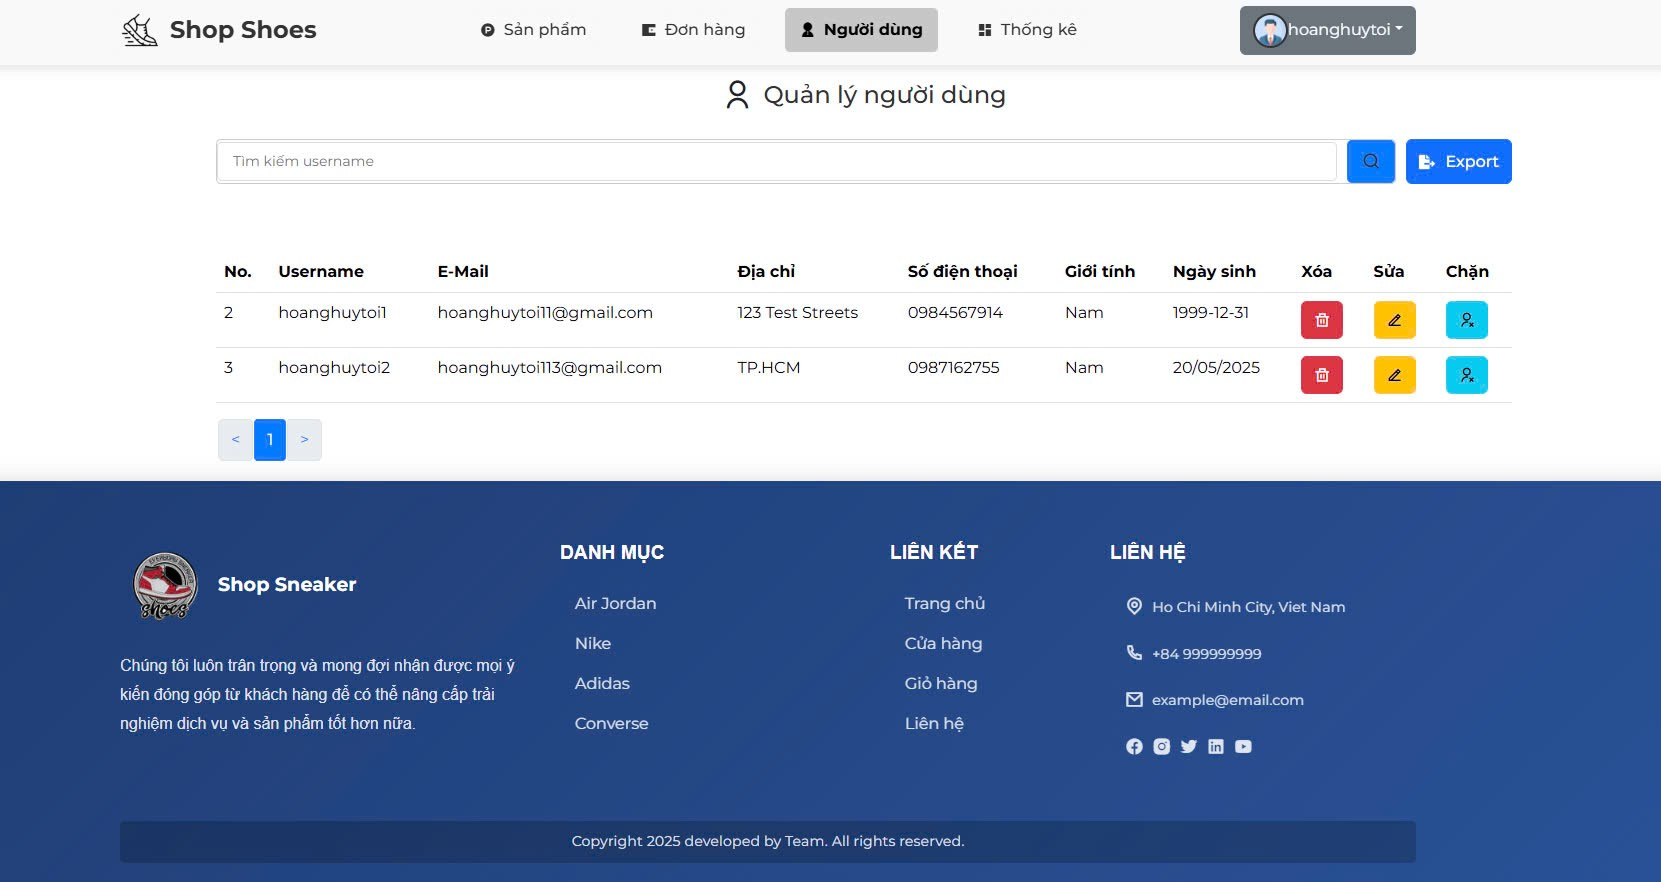 Shop Shoes
Sản phẩm
Đơn hàng
Người dùng
Thống kê
hoanghuytoi
Quản lý người dùng
Tìm kiếm username
Export
No. Username E-Mail Địa chỉ Số điện thoại Giới tính Ngày sinh Xóa Sửa Chặn
2 hoanghuytoi1 hoanghuytoi11@gmail.com 123 Test Streets 0984567914 Nam 1999-12-31
3 hoanghuytoi2 hoanghuytoi113@gmail.com TP.HCM 0987162755 Nam 20/05/2025
< 1 >
shoes
Shop Sneaker
Chúng tôi luôn trân trọng và mong đợi nhận được mọi ý
kiến đóng góp từ khách hàng để có thể nâng cấp trải
nghiệm dịch vụ và sản phẩm tốt hơn nữa.
DANH MỤC
Air Jordan
Nike
Adidas
Converse
LIÊN KẾT
Trang chủ
Cửa hàng
Giỏ hàng
Liên hệ
LIÊN HỆ
Ho Chi Minh City, Viet Nam
+84 999999999
example@email.com
Copyright 2025 developed by Team. All rights reserved.